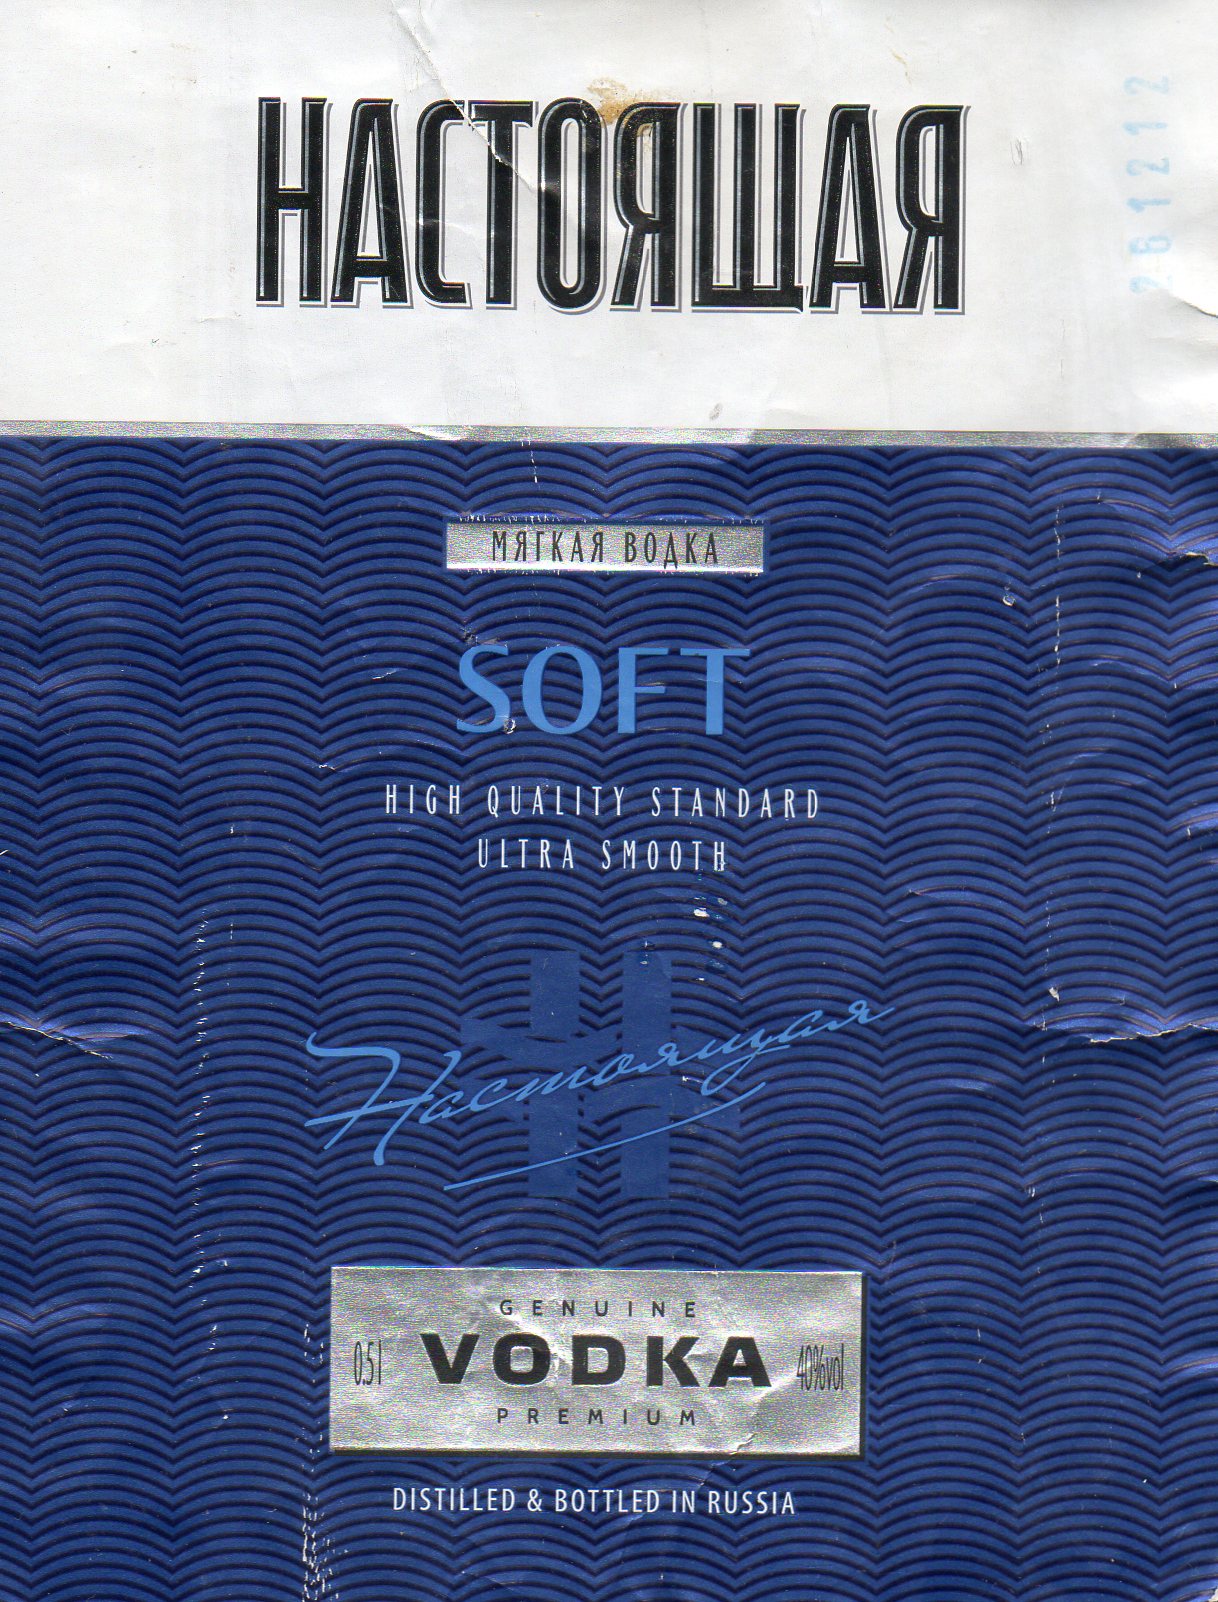 НАСТОЯЩАЯ
261212
МЯГКАЯ ВОДКА
SOFT
HIGH QUALITY STANDARD
ULTRA SMOOTH
Н
Настоящая
GENUINE
0.5 l VODKA 40%vol
PREMIUM
DISTILLED & BOTTLED IN RUSSIA